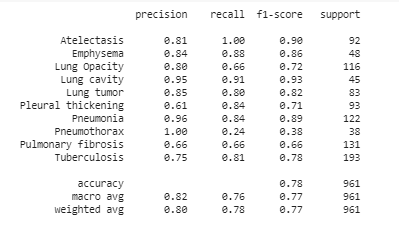 precision recall f1-score support
Atelectasis 0.81 1.00 0.90 92
Emphysema 0.84 0.88 0.86 48
Lung Opacity 0.80 0.66 0.72 116
Lung cavity 0.95 0.91 0.93 45
Lung tumor 0.85 0.80 0.82 83
Pleural thickening 0.61 0.84 0.71 93
Pneumonia 0.96 0.84 0.89 122
Pneumothorax 1.00 0.24 0.38 38
Pulmonary fibrosis 0.66 0.66 0.66 131
Tuberculosis 0.75 0.81 0.78 193
accuracy 0.78 961
macro avg 0.82 0.76 0.77 961
weighted avg 0.80 0.78 0.77 961